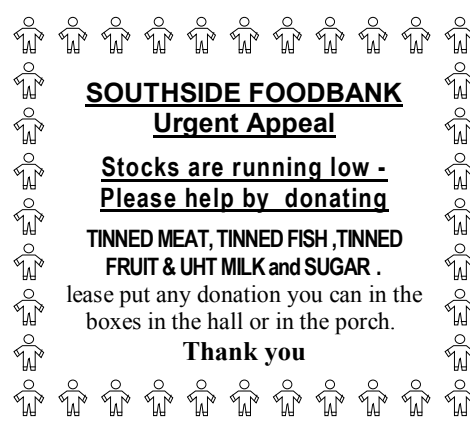 SOUTHSIDE FOODBANK
Urgent Appeal
Stocks are running low -
Please help by  donating
TINNED MEAT, TINNED FISH ,TINNED
FRUIT & UHT MILK and SUGAR .
lease put any donation you can in the
boxes in the hall or in the porch.
Thank you